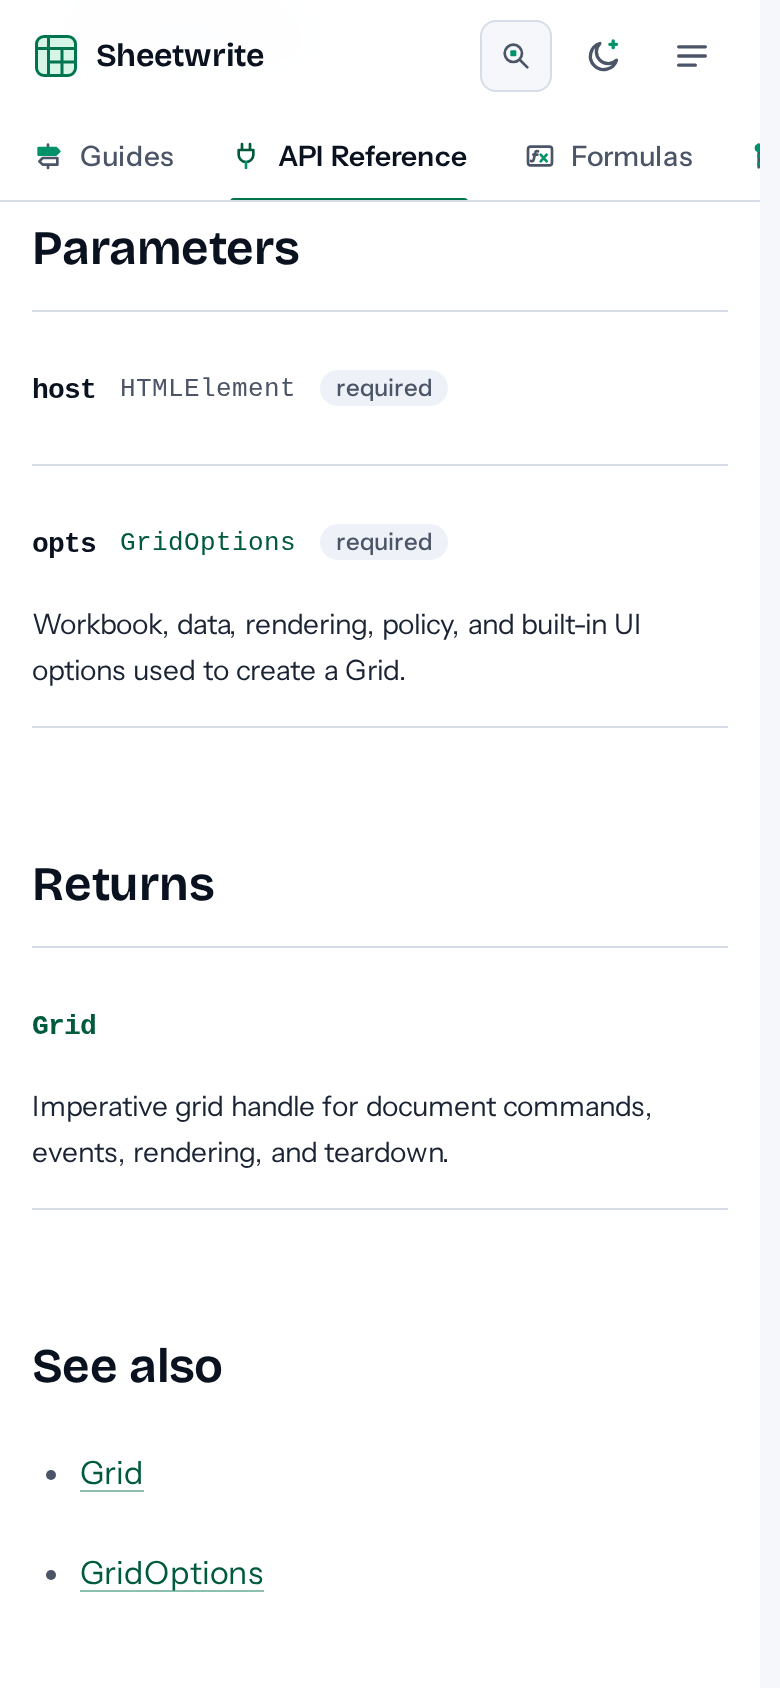 Sheetwrite
Guides
API Reference
Formulas
Parameters
host HTMLElement required
opts GridOptions required
Workbook, data, rendering, policy, and built-in UI
options used to create a Grid.
Returns
Grid
Imperative grid handle for document commands,
events, rendering, and teardown.
See also
Grid
GridOptions